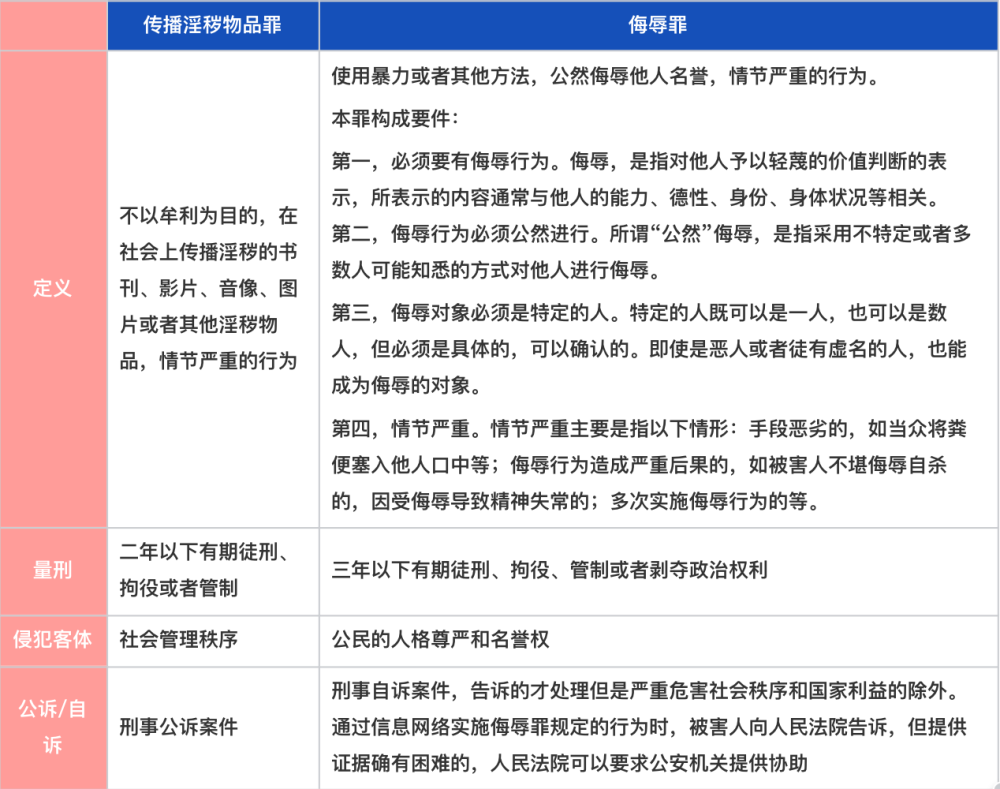 传播淫秽物品罪
侮辱罪
定义
不以牟利为目的，在
社会上传播淫秽的书
刊、影片、音像、图
片或者其他淫秽物
品，情节严重的行为
使用暴力或者其他方法，公然侮辱他人名誉，情节严重的行为。
本罪构成要件：
第一，必须要有侮辱行为。侮辱，是指对他人予以轻蔑的价值判断的表
示，所表示的内容通常与他人的能力、德性、身份、身体状况等相关。
第二，侮辱行为必须公然进行。所谓“公然”侮辱，是指采用不特定或者多
数人可能知悉的方式对他人进行侮辱。
第三，侮辱对象必须是特定的人。特定的人既可以是一人，也可以是数
人，但必须是具体的，可以确认的。即使是恶人或者徒有虚名的人，也能
成为侮辱的对象。
第四，情节严重。情节严重主要是指以下情形：手段恶劣的，如当众将粪
便塞入他人口中等；侮辱行为造成严重后果的，如被害人不堪侮辱自杀
的，因受侮辱导致精神失常的；多次实施侮辱行为的等。
量刑
二年以下有期徒刑、
拘役或者管制
三年以下有期徒刑、拘役、管制或者剥夺政治权利
侵犯客体
社会管理秩序
公民的人格尊严和名誉权
公诉/自
诉
刑事公诉案件
刑事自诉案件，告诉的才处理但是严重危害社会秩序和国家利益的除外。
通过信息网络实施侮辱罪规定的行为时，被害人向人民法院告诉，但提供
证据确有困难的，人民法院可以要求公安机关提供协助